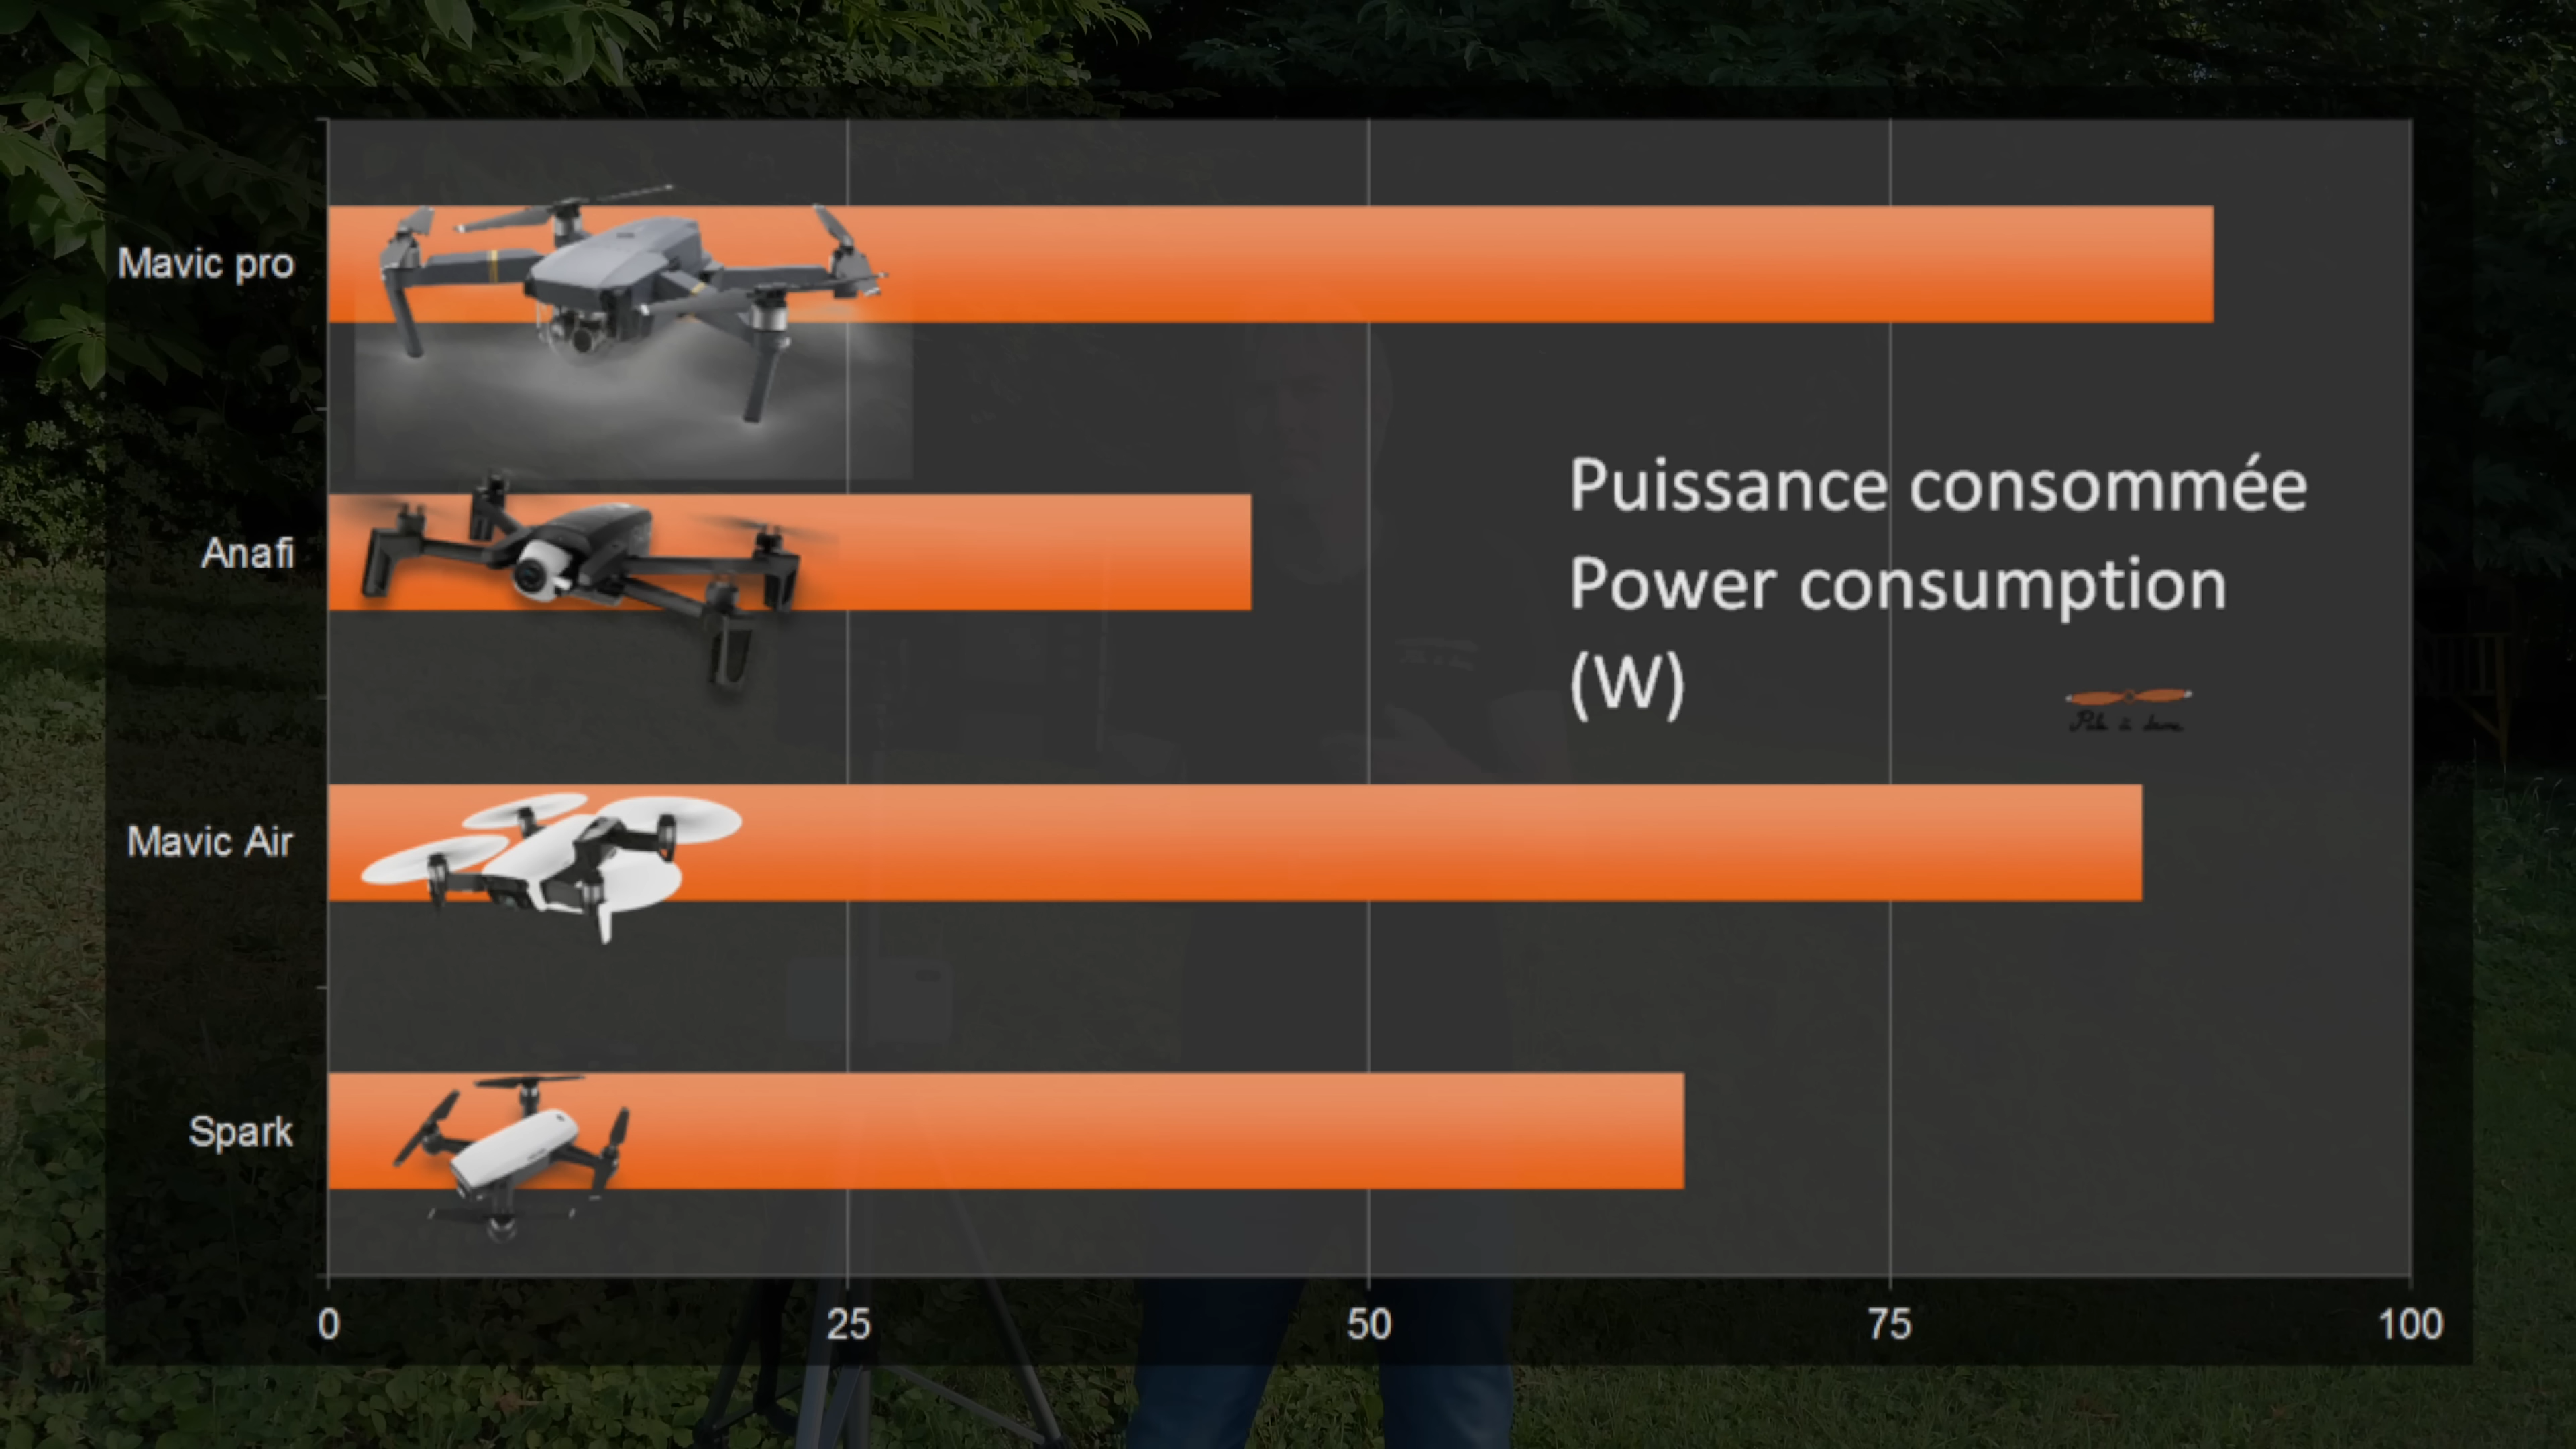 Mavic pro
Anafi
Puissance consommée
Power consumption
(W)
Mavic Air
Spark
0 25 50 75 100